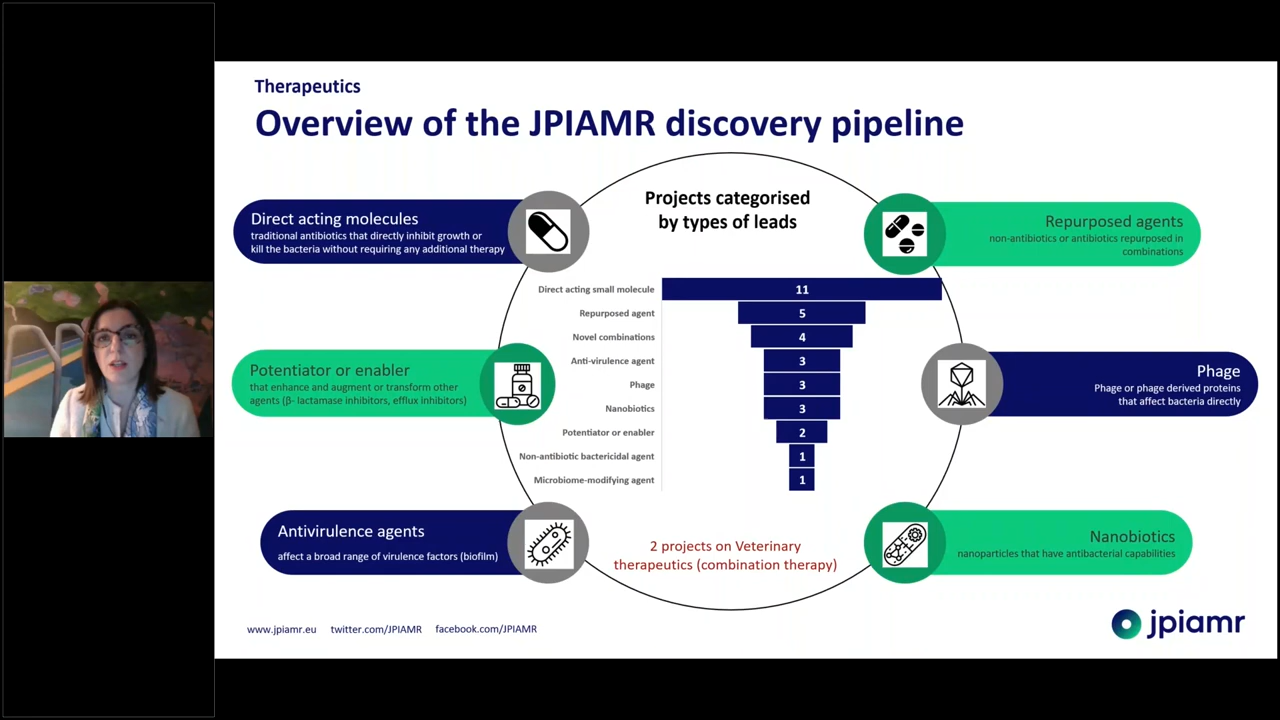 Therapeutics
Overview of the JPIAMR discovery pipeline
Projects categorised
by types of leads
Direct acting molecules
traditional antibiotics that directly inhibit growth or
kill the bacteria without requiring any additional therapy
Repurposed agents
non-antibiotics or antibiotics repurposed in
combinations
Direct acting small molecule 11
Repurposed agent 5
Novel combinations 4
Anti-virulence agent 3
Phage 3
Nanobiotics 3
Potentiator or enabler 2
Non-antibiotic bactericidal agent 1
Microbiome-modifying agent 1
Potentiator or enabler
that enhance and augment or transform other
agents (β- lactamase inhibitors, efflux inhibitors)
Phage
Phage or phage derived proteins
that affect bacteria directly
Antivirulence agents
affect a broad range of virulence factors (biofilm)
Nanobiotics
nanoparticles that have antibacterial capabilities
2 projects on Veterinary
therapeutics (combination therapy)
www.jpiamr.eu twitter.com/JPIAMR facebook.com/JPIAMR
jpiamr